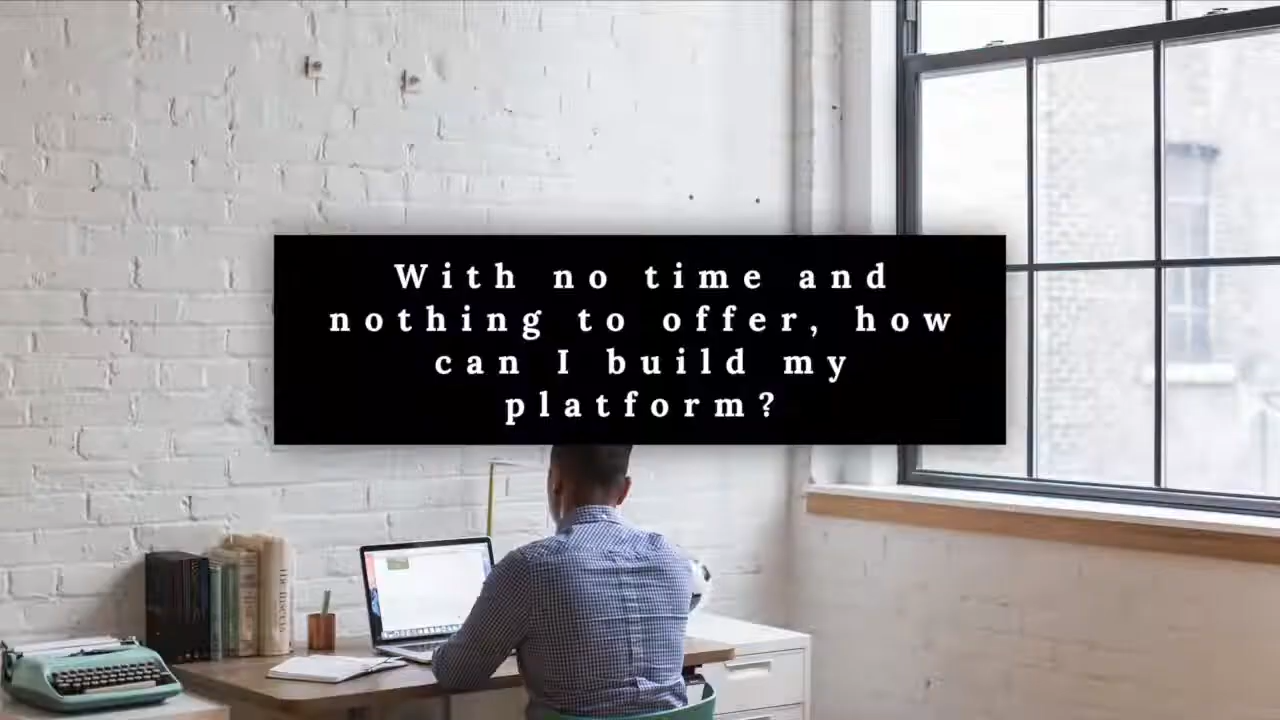 With no time and
nothing to offer, how
can I build my
platform?